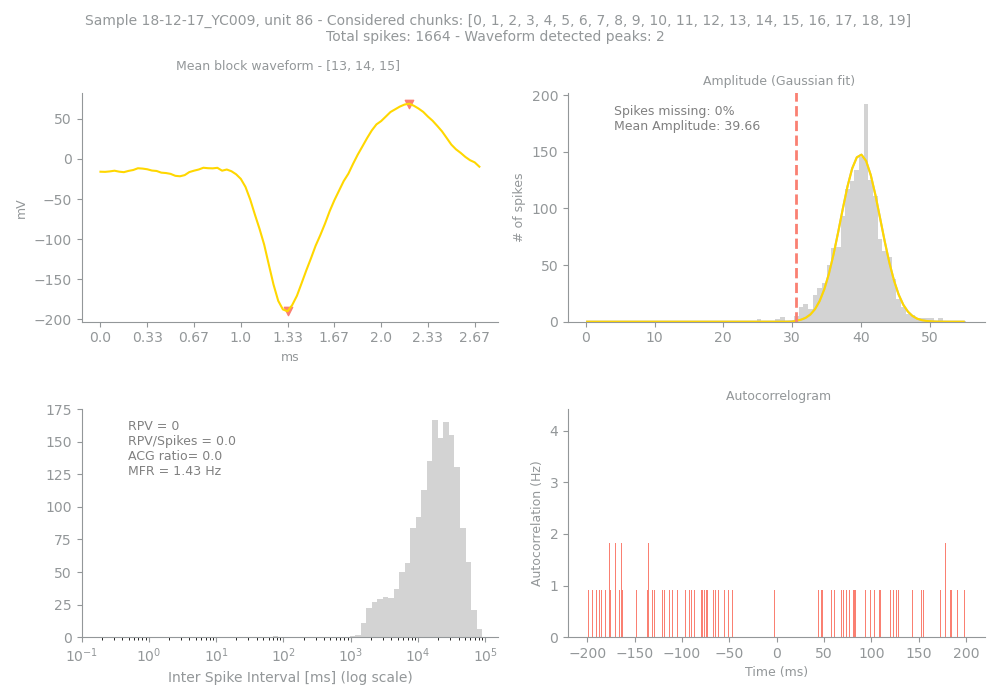 Sample 18-12-17_YC009, unit 86 - Considered chunks: [0, 1, 2, 3, 4, 5, 6, 7, 8, 9, 10, 11, 12, 13, 14, 15, 16, 17, 18, 19]
Total spikes: 1664 - Waveform detected peaks: 2
Mean block waveform - [13, 14, 15]
50
0
−50
−100
−150
−200
mV
0.0 0.33 0.67 1.0 1.33 1.67 2.0 2.33 2.67
ms
Amplitude (Gaussian fit)
Spikes missing: 0%
Mean Amplitude: 39.66
200
150
100
50
0
# of spikes
0 10 20 30 40 50
RPV = 0
RPV/Spikes = 0.0
ACG ratio= 0.0
MFR = 1.43 Hz
175
150
125
100
75
50
25
0
10⁻¹ 10⁰ 10¹ 10² 10³ 10⁴ 10⁵
Inter Spike Interval [ms] (log scale)
Autocorrelogram
4
3
2
1
0
Autocorrelation (Hz)
−200 −150 −100 −50 0 50 100 150 200
Time (ms)